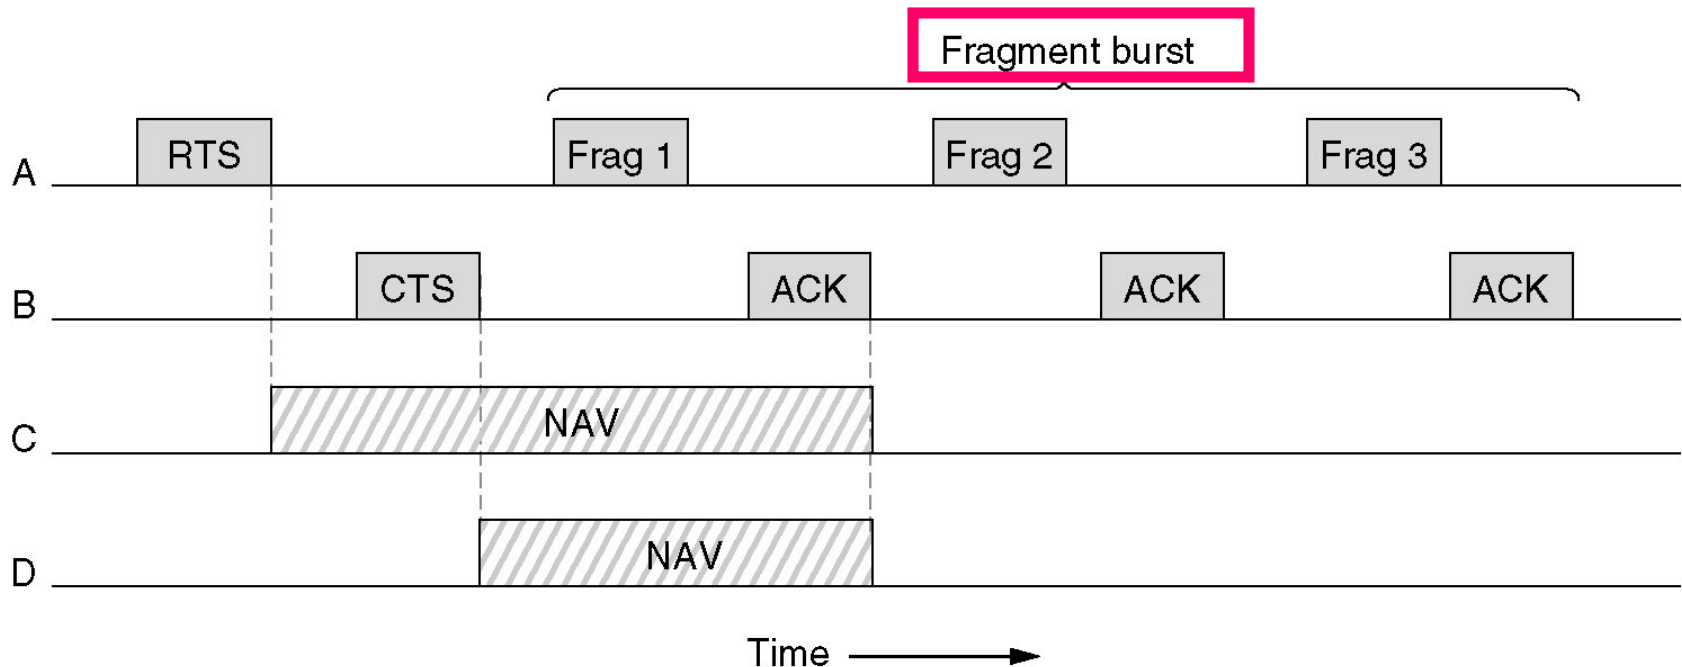 Fragment burst
A RTS Frag 1 Frag 2 Frag 3
B CTS ACK ACK ACK
C NAV
D NAV
Time